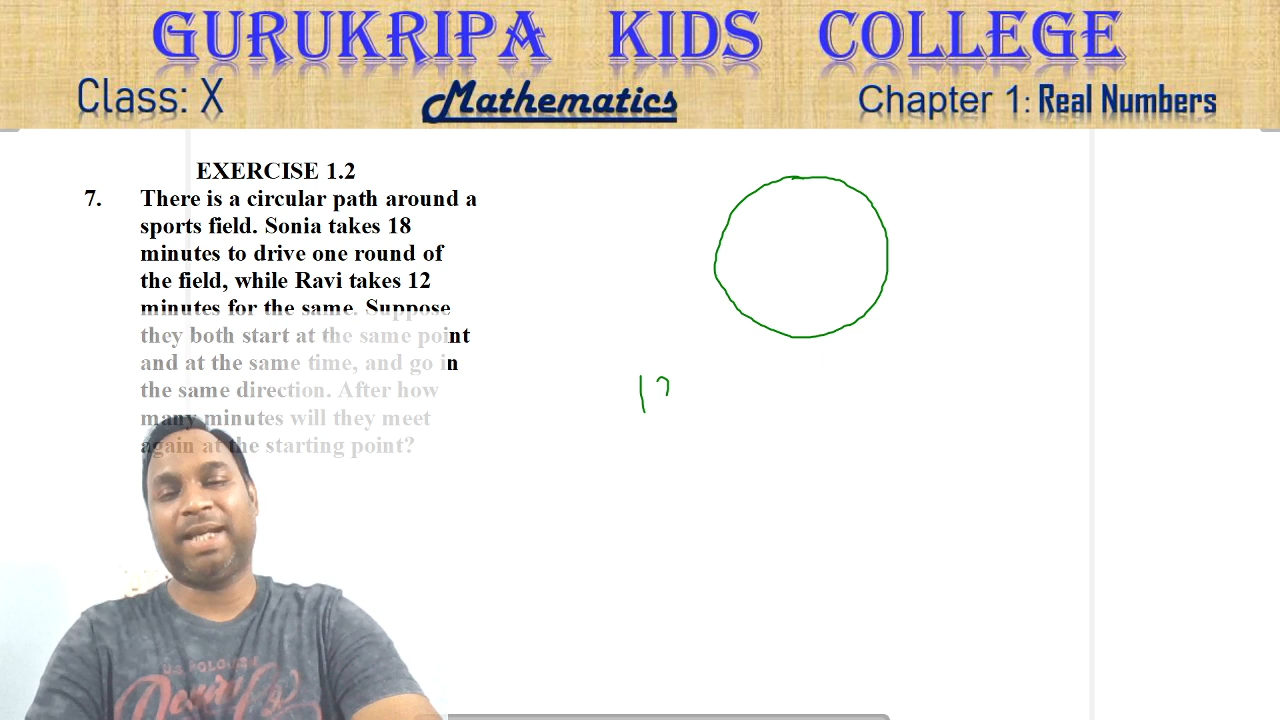 GURUKRIPA KIDS COLLEGE
Class: X Mathematics Chapter 1: Real Numbers
EXERCISE 1.2
7. There is a circular path around a
sports field. Sonia takes 18
minutes to drive one round of
the field, while Ravi takes 12
minutes for the same. Suppose
they both start at the same point
and at the same time, and go in
the same direction. After how
many minutes will they meet
again at the starting point?